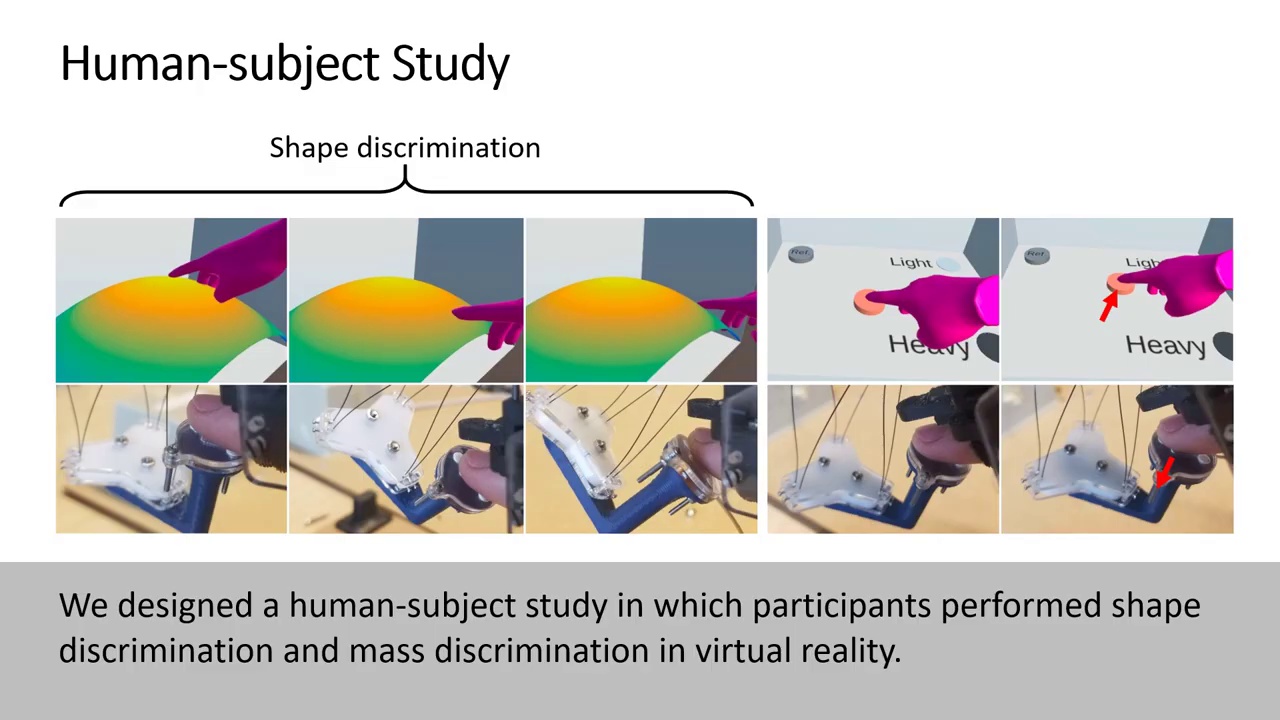 Human-subject Study
Shape discrimination
Ref.
Light
Heavy
Ref.
Heavy
We designed a human-subject study in which participants performed shape
discrimination and mass discrimination in virtual reality.